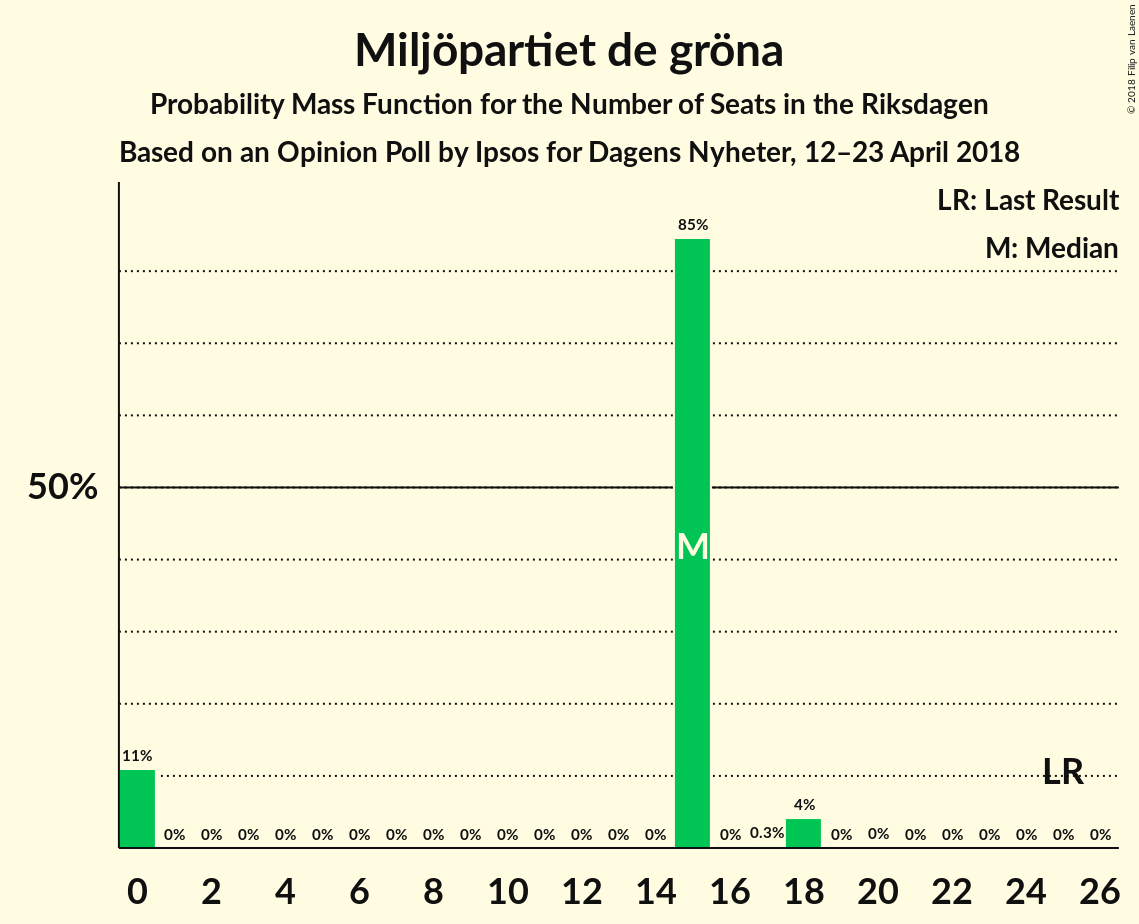 © 2018 Filip van Laenen
Miljöpartiet de gröna
Probability Mass Function for the Number of Seats in the Riksdagen
Based on an Opinion Poll by Ipsos for Dagens Nyheter, 12–23 April 2018
LR: Last Result
M: Median
85%
50%
M
11%
LR
4%
0% 0% 0% 0% 0% 0% 0% 0% 0% 0% 0% 0% 0% 0% 0% 0.3% 0% 0% 0% 0% 0% 0% 0% 0%
0 2 4 6 8 10 12 14 16 18 20 22 24 26